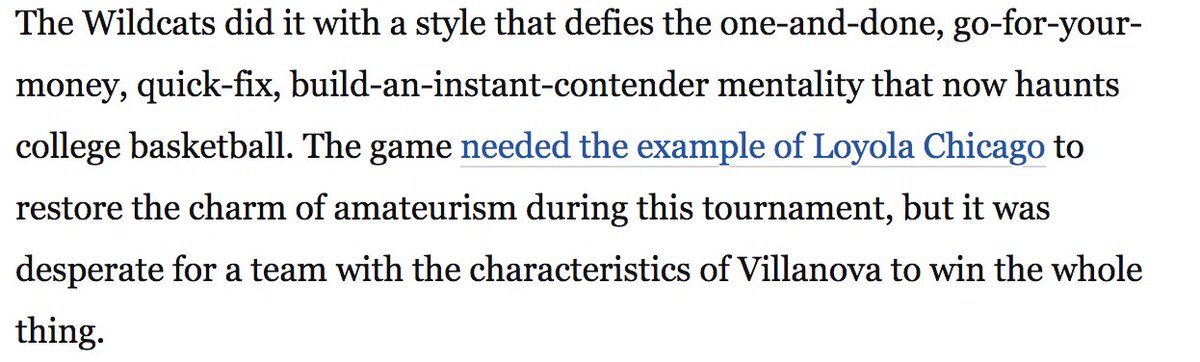 The Wildcats did it with a style that defies the one-and-done, go-for-your-
money, quick-fix, build-an-instant-contender mentality that now haunts
college basketball. The game needed the example of Loyola Chicago to
restore the charm of amateurism during this tournament, but it was
desperate for a team with the characteristics of Villanova to win the whole
thing.